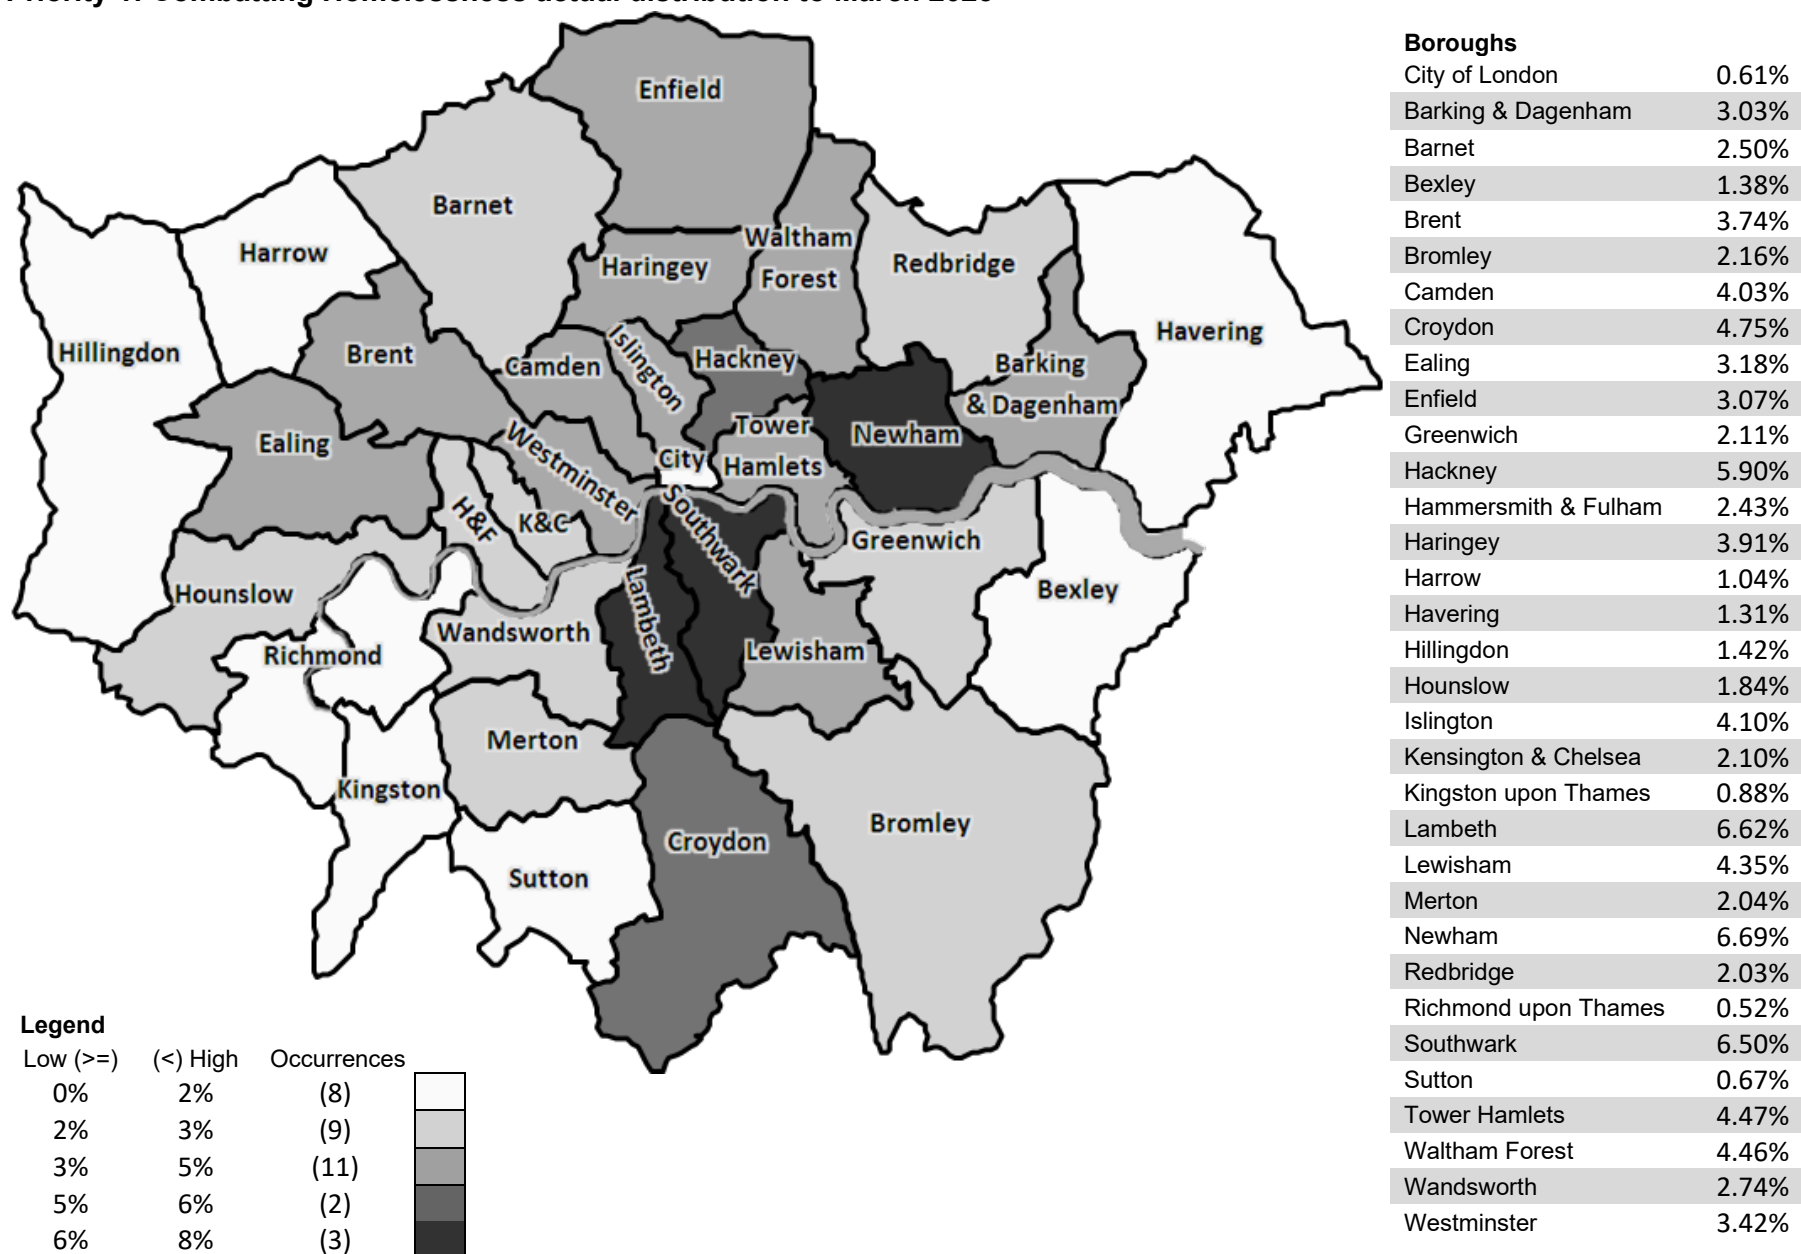 Priority Combatting Homelessness actual distribution to March
Enfield
Barnet
Harrow
Waltham
Forest
Haringey
Redbridge
Havering
Hillingdon
Brent
Camden
Islington
Hackney
Barking
& Dagenham
Ealing
Westminster
City
Tower
Hamlets
Newham
H&F
K&C
Southwark
Greenwich
Hounslow
Bexley
Richmond
Wandsworth
Lambeth
Lewisham
Merton
Kingston
Croydon
Bromley
Sutton
Legend
Low (>=) (<) High Occurrences
0% 2% (8)
2% 3% (9)
3% 5% (11)
5% 6% (2)
6% 8% (3)
Boroughs
City of London 0.61%
Barking & Dagenham 3.03%
Barnet 2.50%
Bexley 1.38%
Brent 3.74%
Bromley 2.16%
Camden 4.03%
Croydon 4.75%
Ealing 3.18%
Enfield 3.07%
Greenwich 2.11%
Hackney 5.90%
Hammersmith & Fulham 2.43%
Haringey 3.91%
Harrow 1.04%
Havering 1.31%
Hillingdon 1.42%
Hounslow 1.84%
Islington 4.10%
Kensington & Chelsea 2.10%
Kingston upon Thames 0.88%
Lambeth 6.62%
Lewisham 4.35%
Merton 2.04%
Newham 6.69%
Redbridge 2.03%
Richmond upon Thames 0.52%
Southwark 6.50%
Sutton 0.67%
Tower Hamlets 4.47%
Waltham Forest 4.46%
Wandsworth 2.74%
Westminster 3.42%